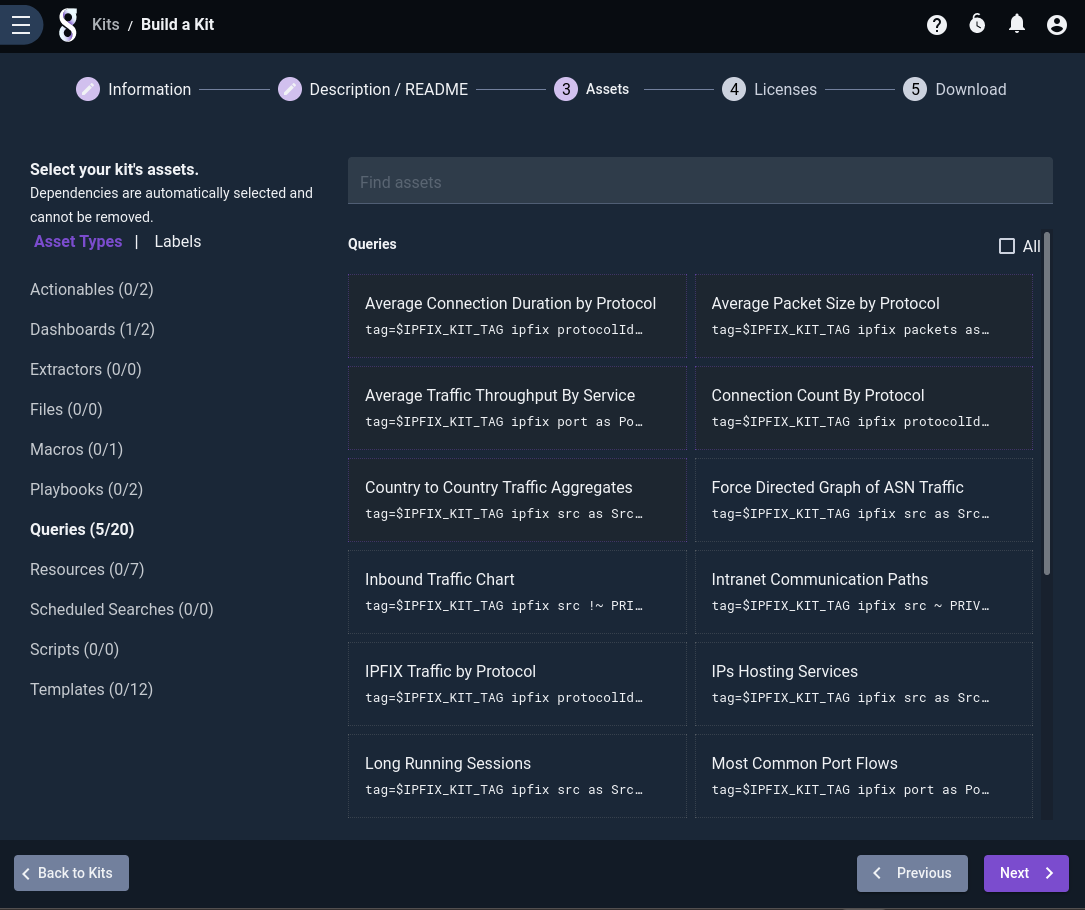 Kits / Build a Kit
Information
Description / README
3 Assets
4 Licenses
5 Download
Select your kit's assets.
Dependencies are automatically selected and
cannot be removed.
Asset Types | Labels
Actionables (0/2)
Dashboards (1/2)
Extractors (0/0)
Files (0/0)
Macros (0/1)
Playbooks (0/2)
Queries (5/20)
Resources (0/7)
Scheduled Searches (0/0)
Scripts (0/0)
Templates (0/12)
Find assets
Queries
All
Average Connection Duration by Protocol
tag=$IPFIX_KIT_TAG ipfix protocolId…
Average Packet Size by Protocol
tag=$IPFIX_KIT_TAG ipfix packets as…
Average Traffic Throughput By Service
tag=$IPFIX_KIT_TAG ipfix port as Po…
Connection Count By Protocol
tag=$IPFIX_KIT_TAG ipfix protocolId…
Country to Country Traffic Aggregates
tag=$IPFIX_KIT_TAG ipfix src as Src…
Force Directed Graph of ASN Traffic
tag=$IPFIX_KIT_TAG ipfix src as Src…
Inbound Traffic Chart
tag=$IPFIX_KIT_TAG ipfix src !~ PRI…
Intranet Communication Paths
tag=$IPFIX_KIT_TAG ipfix src ~ PRIV…
IPFIX Traffic by Protocol
tag=$IPFIX_KIT_TAG ipfix protocolId…
IPs Hosting Services
tag=$IPFIX_KIT_TAG ipfix src as Src…
Long Running Sessions
tag=$IPFIX_KIT_TAG ipfix src as Src…
Most Common Port Flows
tag=$IPFIX_KIT_TAG ipfix port as Po…
Back to Kits
Previous
Next